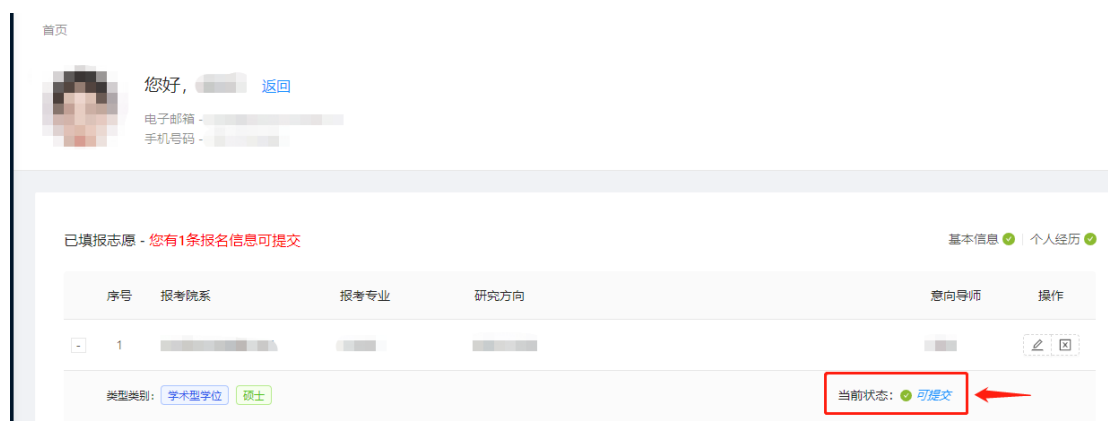 首页
您好， 返回
电子邮箱 -
手机号码 -
已填报志愿 - 您有1条报名信息可提交 基本信息 个人经历
序号 报考院系 报考专业 研究方向 意向导师 操作
- 1
类型类别： 学术型学位 硕士 当前状态： 可提交